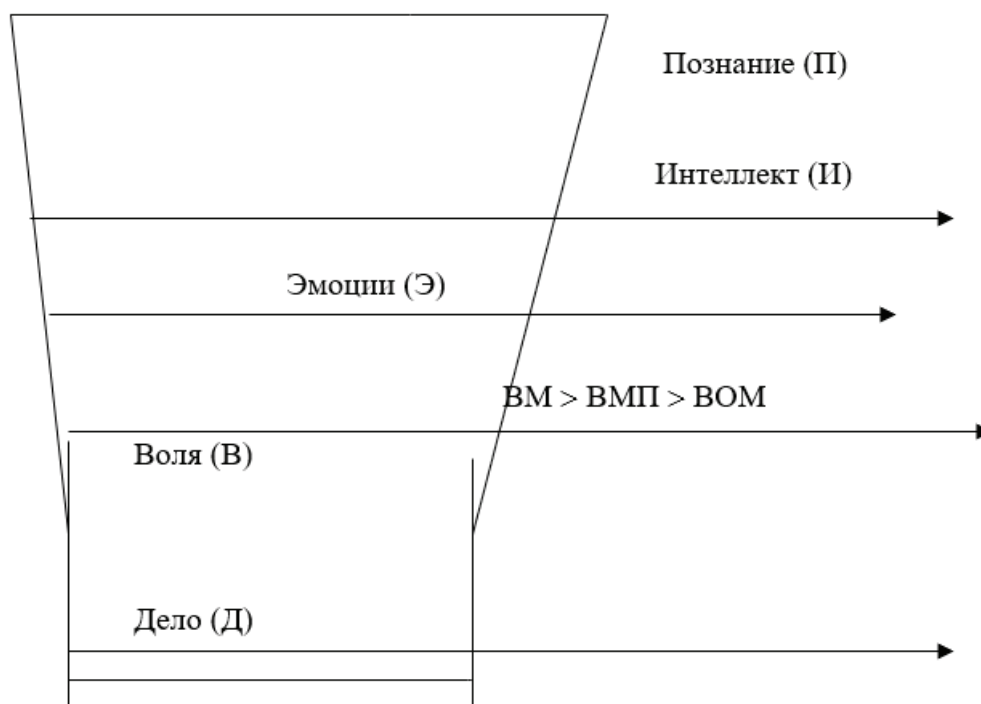 Познание (П)
Интеллект (И)
Эмоции (Э)
ВМ > ВМП > ВОМ
Воля (В)
Дело (Д)